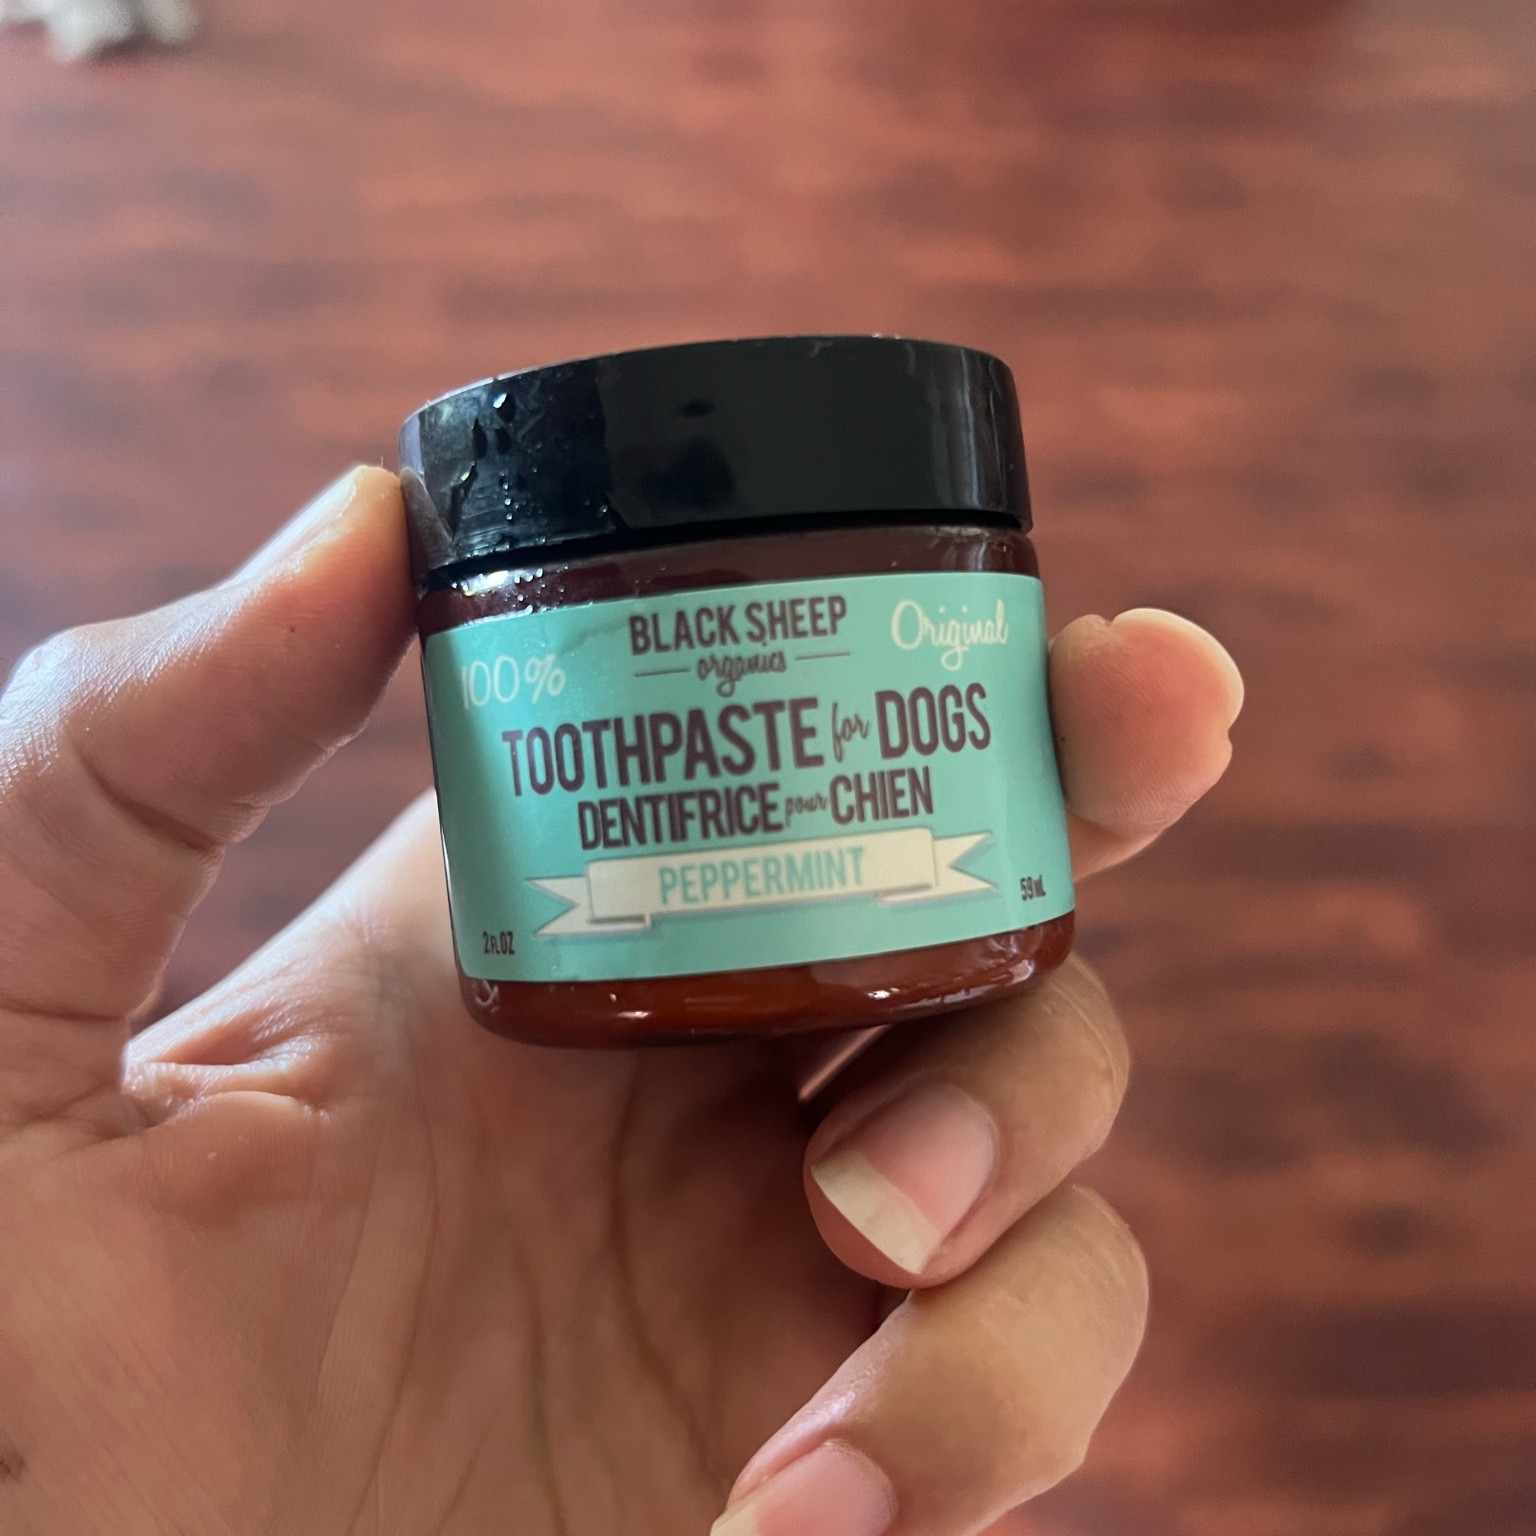 BLACK SHEEP
organics
100%
Original
TOOTHPASTE for DOGS
DENTIFRICE pour CHIEN
PEPPERMINT
2 FL OZ
59 mL